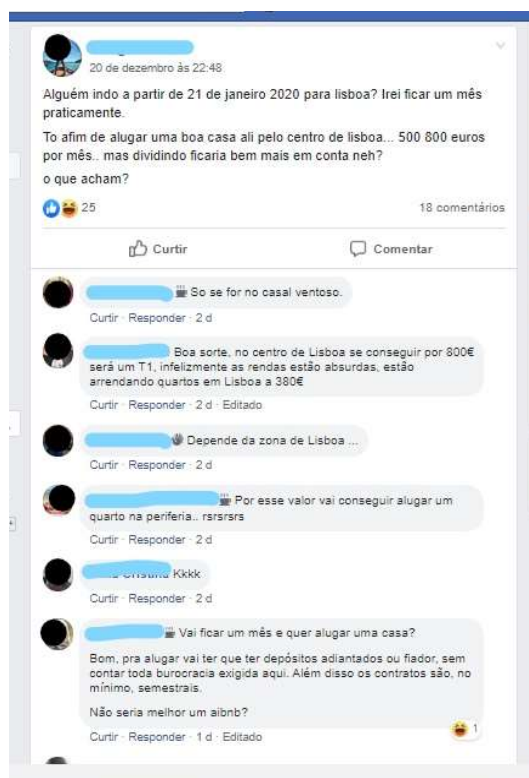 20 de dezembro às 22:48
Alguém indo a partir de 21 de janeiro 2020 para lisboa? Irei ficar um mês
praticamente.
To afim de alugar uma boa casa ali pelo centro de lisboa... 500 800 euros
por mês.. mas dividindo ficaria bem mais em conta neh?
o que acham?
25 18 comentários
Curtir Comentar
So se for no casal ventoso.
Curtir · Responder · 2 d
Boa sorte, no centro de Lisboa se conseguir por 800€
será um T1, infelizmente as rendas estão absurdas, estão
arrendando quartos em Lisboa a 380€
Curtir · Responder · 2 d · Editado
Depende da zona de Lisboa ...
Curtir · Responder · 2 d
Por esse valor vai conseguir alugar um
quarto na periferia.. rsrsrsrs
Curtir · Responder · 2 d
Kkkk
Curtir · Responder · 2 d
Vai ficar um mês e quer alugar uma casa?
Bom, pra alugar vai ter que ter depósitos adiantados ou fiador, sem
contar toda burocracia exigida aqui. Além disso os contratos são, no
mínimo, semestrais.
Não seria melhor um aibnb?
1
Curtir · Responder · 1 d · Editado